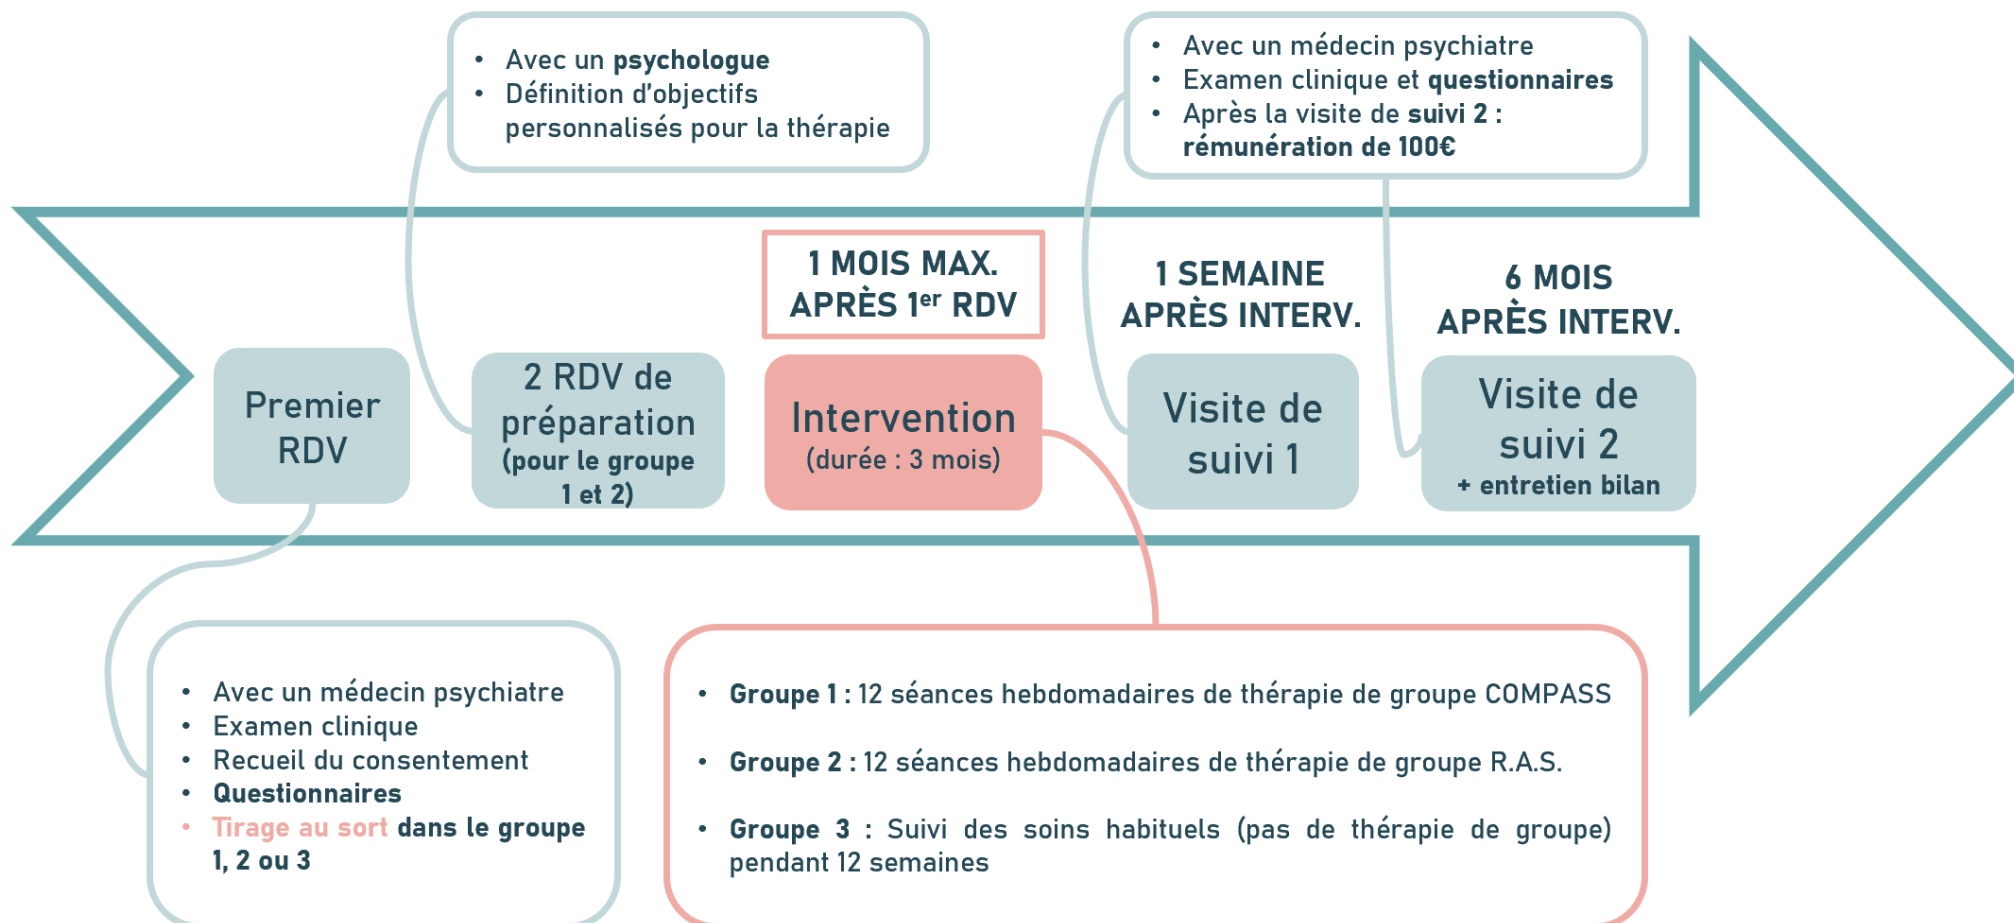 • Avec un psychologue
• Définition d'objectifs
personnalisés pour la thérapie
• Avec un médecin psychiatre
• Examen clinique et questionnaires
• Après la visite de suivi 2 :
rémunération de 100€
1 MOIS MAX.
APRÈS 1er RDV
1 SEMAINE
APRÈS INTERV.
6 MOIS
APRÈS INTERV.
Premier
RDV
2 RDV de
préparation
(pour le groupe
1 et 2)
Intervention
(durée : 3 mois)
Visite de
suivi 1
Visite de
suivi 2
+ entretien bilan
• Avec un médecin psychiatre
• Examen clinique
• Recueil du consentement
• Questionnaires
• Tirage au sort dans le groupe
1, 2 ou 3
• Groupe 1 : 12 séances hebdomadaires de thérapie de groupe COMPASS
• Groupe 2 : 12 séances hebdomadaires de thérapie de groupe R.A.S.
• Groupe 3 : Suivi des soins habituels (pas de thérapie de groupe)
pendant 12 semaines